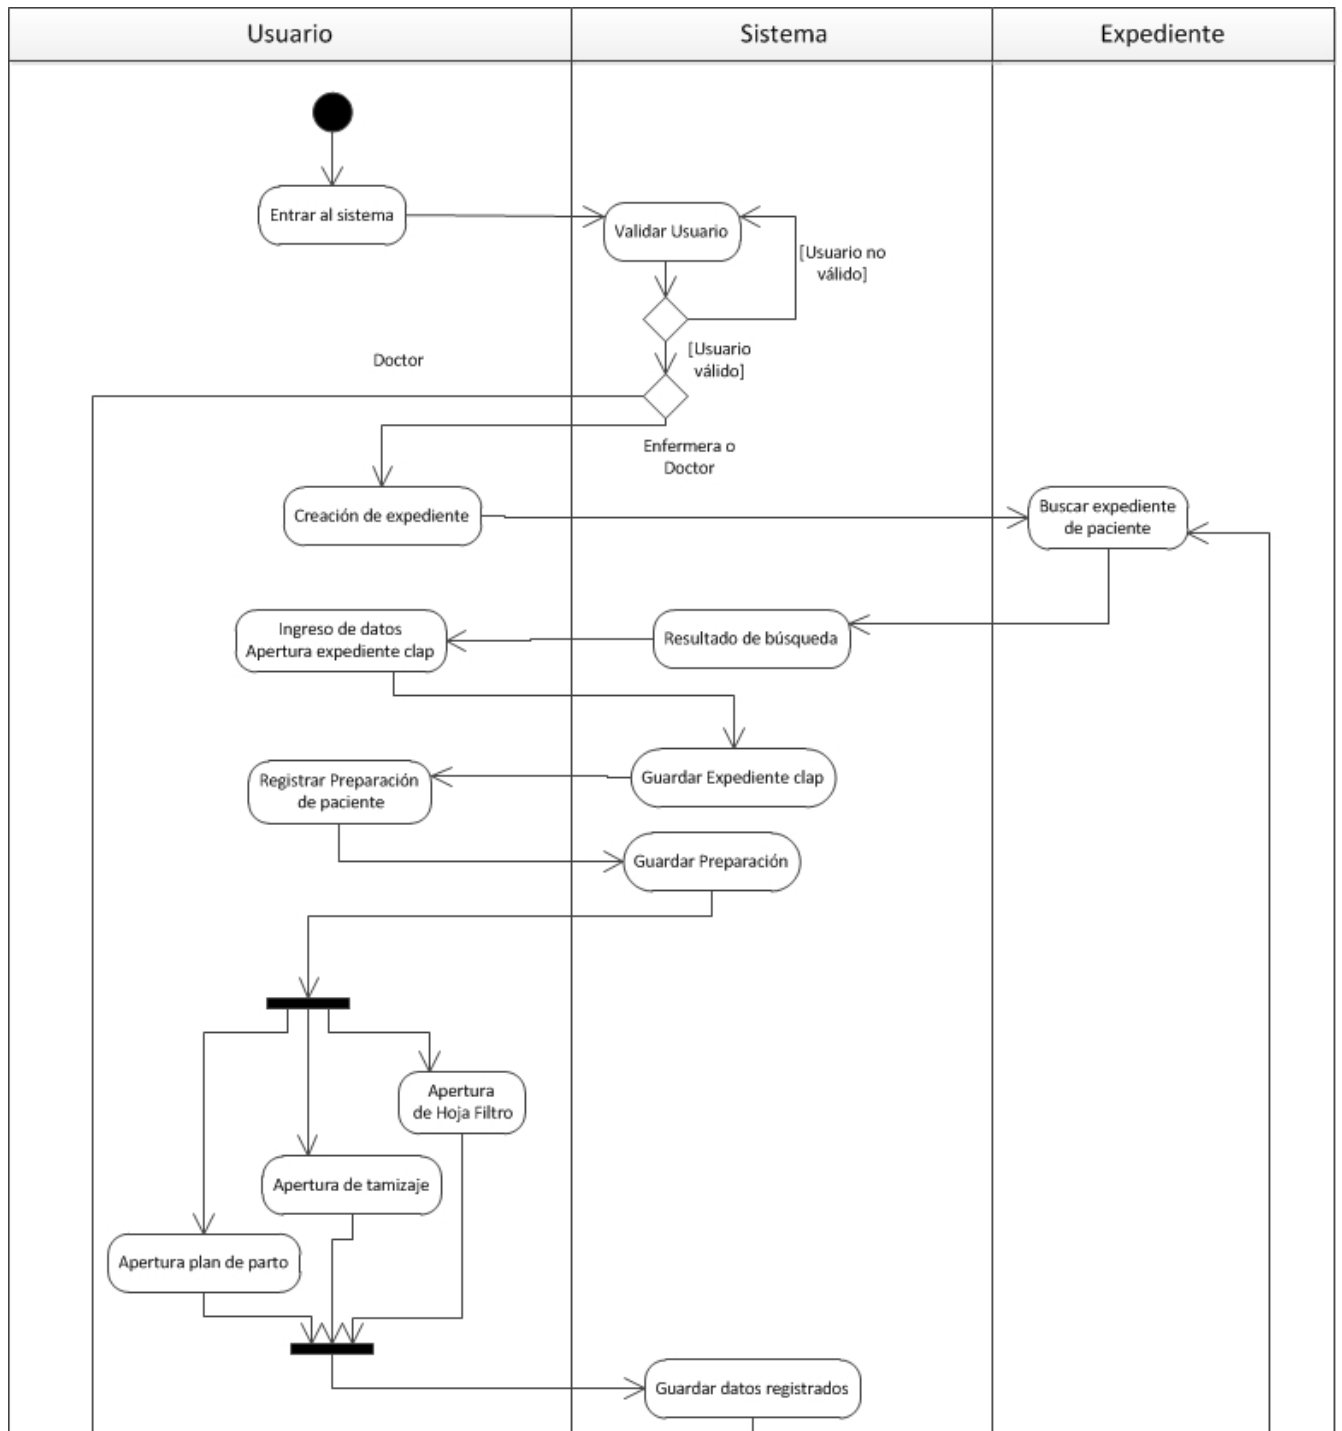 Usuario
Sistema
Expediente
Entrar al sistema
Validar Usuario
[Usuario no
válido]
[Usuario
válido]
Doctor
Enfermera o
Doctor
Creación de expediente
Buscar expediente
de paciente
Ingreso de datos
Apertura expediente clap
Resultado de búsqueda
Registrar Preparación
de paciente
Guardar Expediente clap
Guardar Preparación
Apertura
de Hoja Filtro
Apertura de tamizaje
Apertura plan de parto
Guardar datos registrados